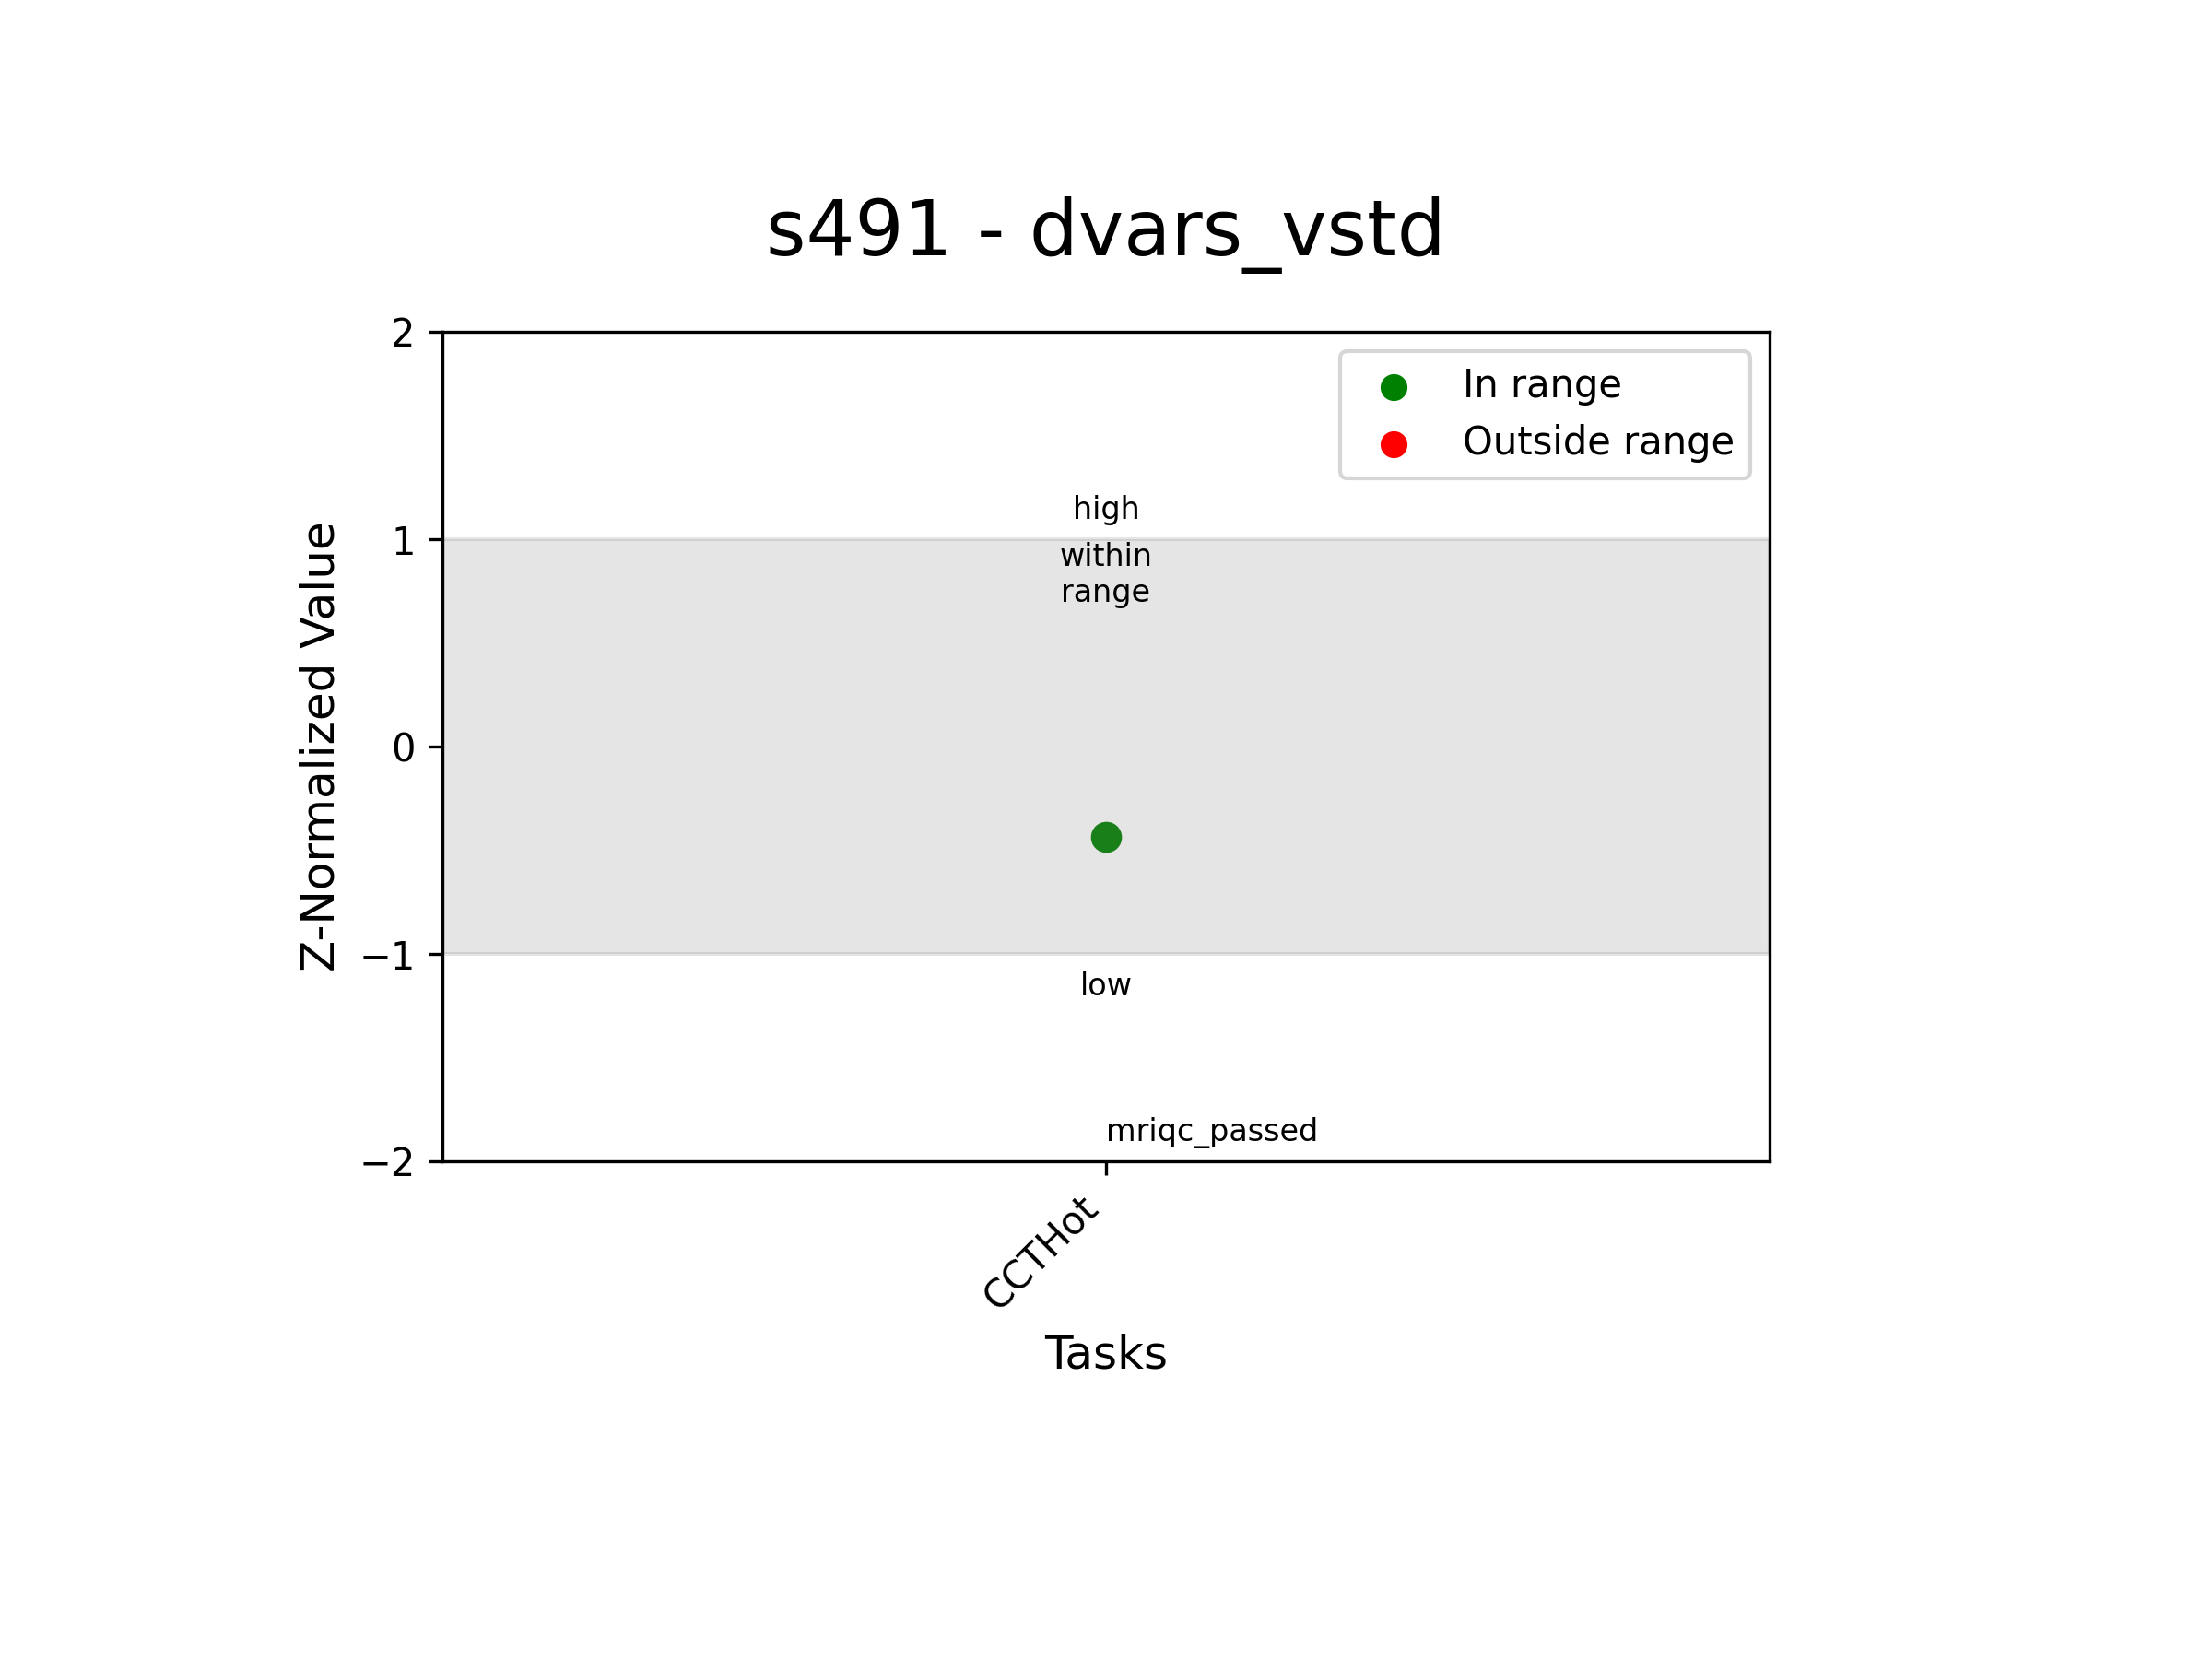 s491 - dvars_vstd
2
In range
Outside range
high
1
within
range
Z-Normalized Value
0
−1
low
mriqc_passed
−2
CCTHot
Tasks